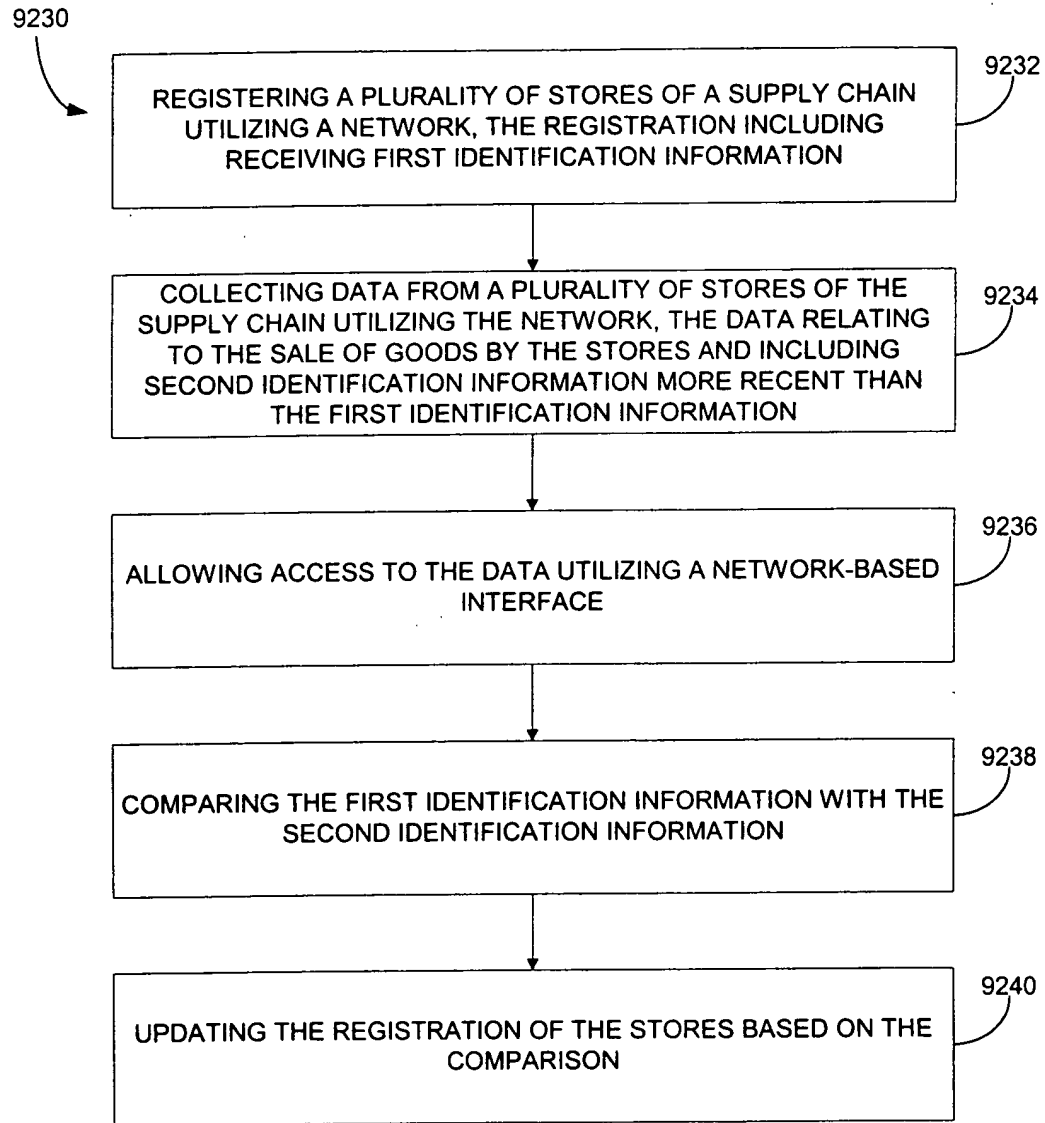 9230
9232
REGISTERING A PLURALITY OF STORES OF A SUPPLY CHAIN
UTILIZING A NETWORK, THE REGISTRATION INCLUDING
RECEIVING FIRST IDENTIFICATION INFORMATION
9234
COLLECTING DATA FROM A PLURALITY OF STORES OF THE
SUPPLY CHAIN UTILIZING THE NETWORK, THE DATA RELATING
TO THE SALE OF GOODS BY THE STORES AND INCLUDING
SECOND IDENTIFICATION INFORMATION MORE RECENT THAN
THE FIRST IDENTIFICATION INFORMATION
9236
ALLOWING ACCESS TO THE DATA UTILIZING A NETWORK-BASED
INTERFACE
9238
COMPARING THE FIRST IDENTIFICATION INFORMATION WITH THE
SECOND IDENTIFICATION INFORMATION
9240
UPDATING THE REGISTRATION OF THE STORES BASED ON THE
COMPARISON